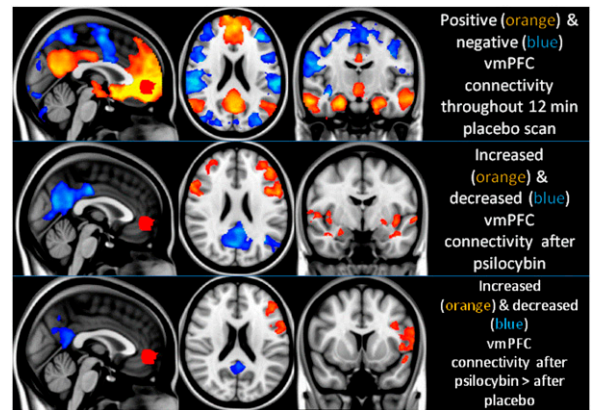 Positive (orange) &
negative (blue)
vmPFC
connectivity
throughout 12 min
placebo scan
Increased
(orange) &
decreased (blue)
vmPFC
connectivity after
psilocybin
Increased
(orange) & decreased
(blue)
vmPFC
connectivity after
psilocybin > after
placebo